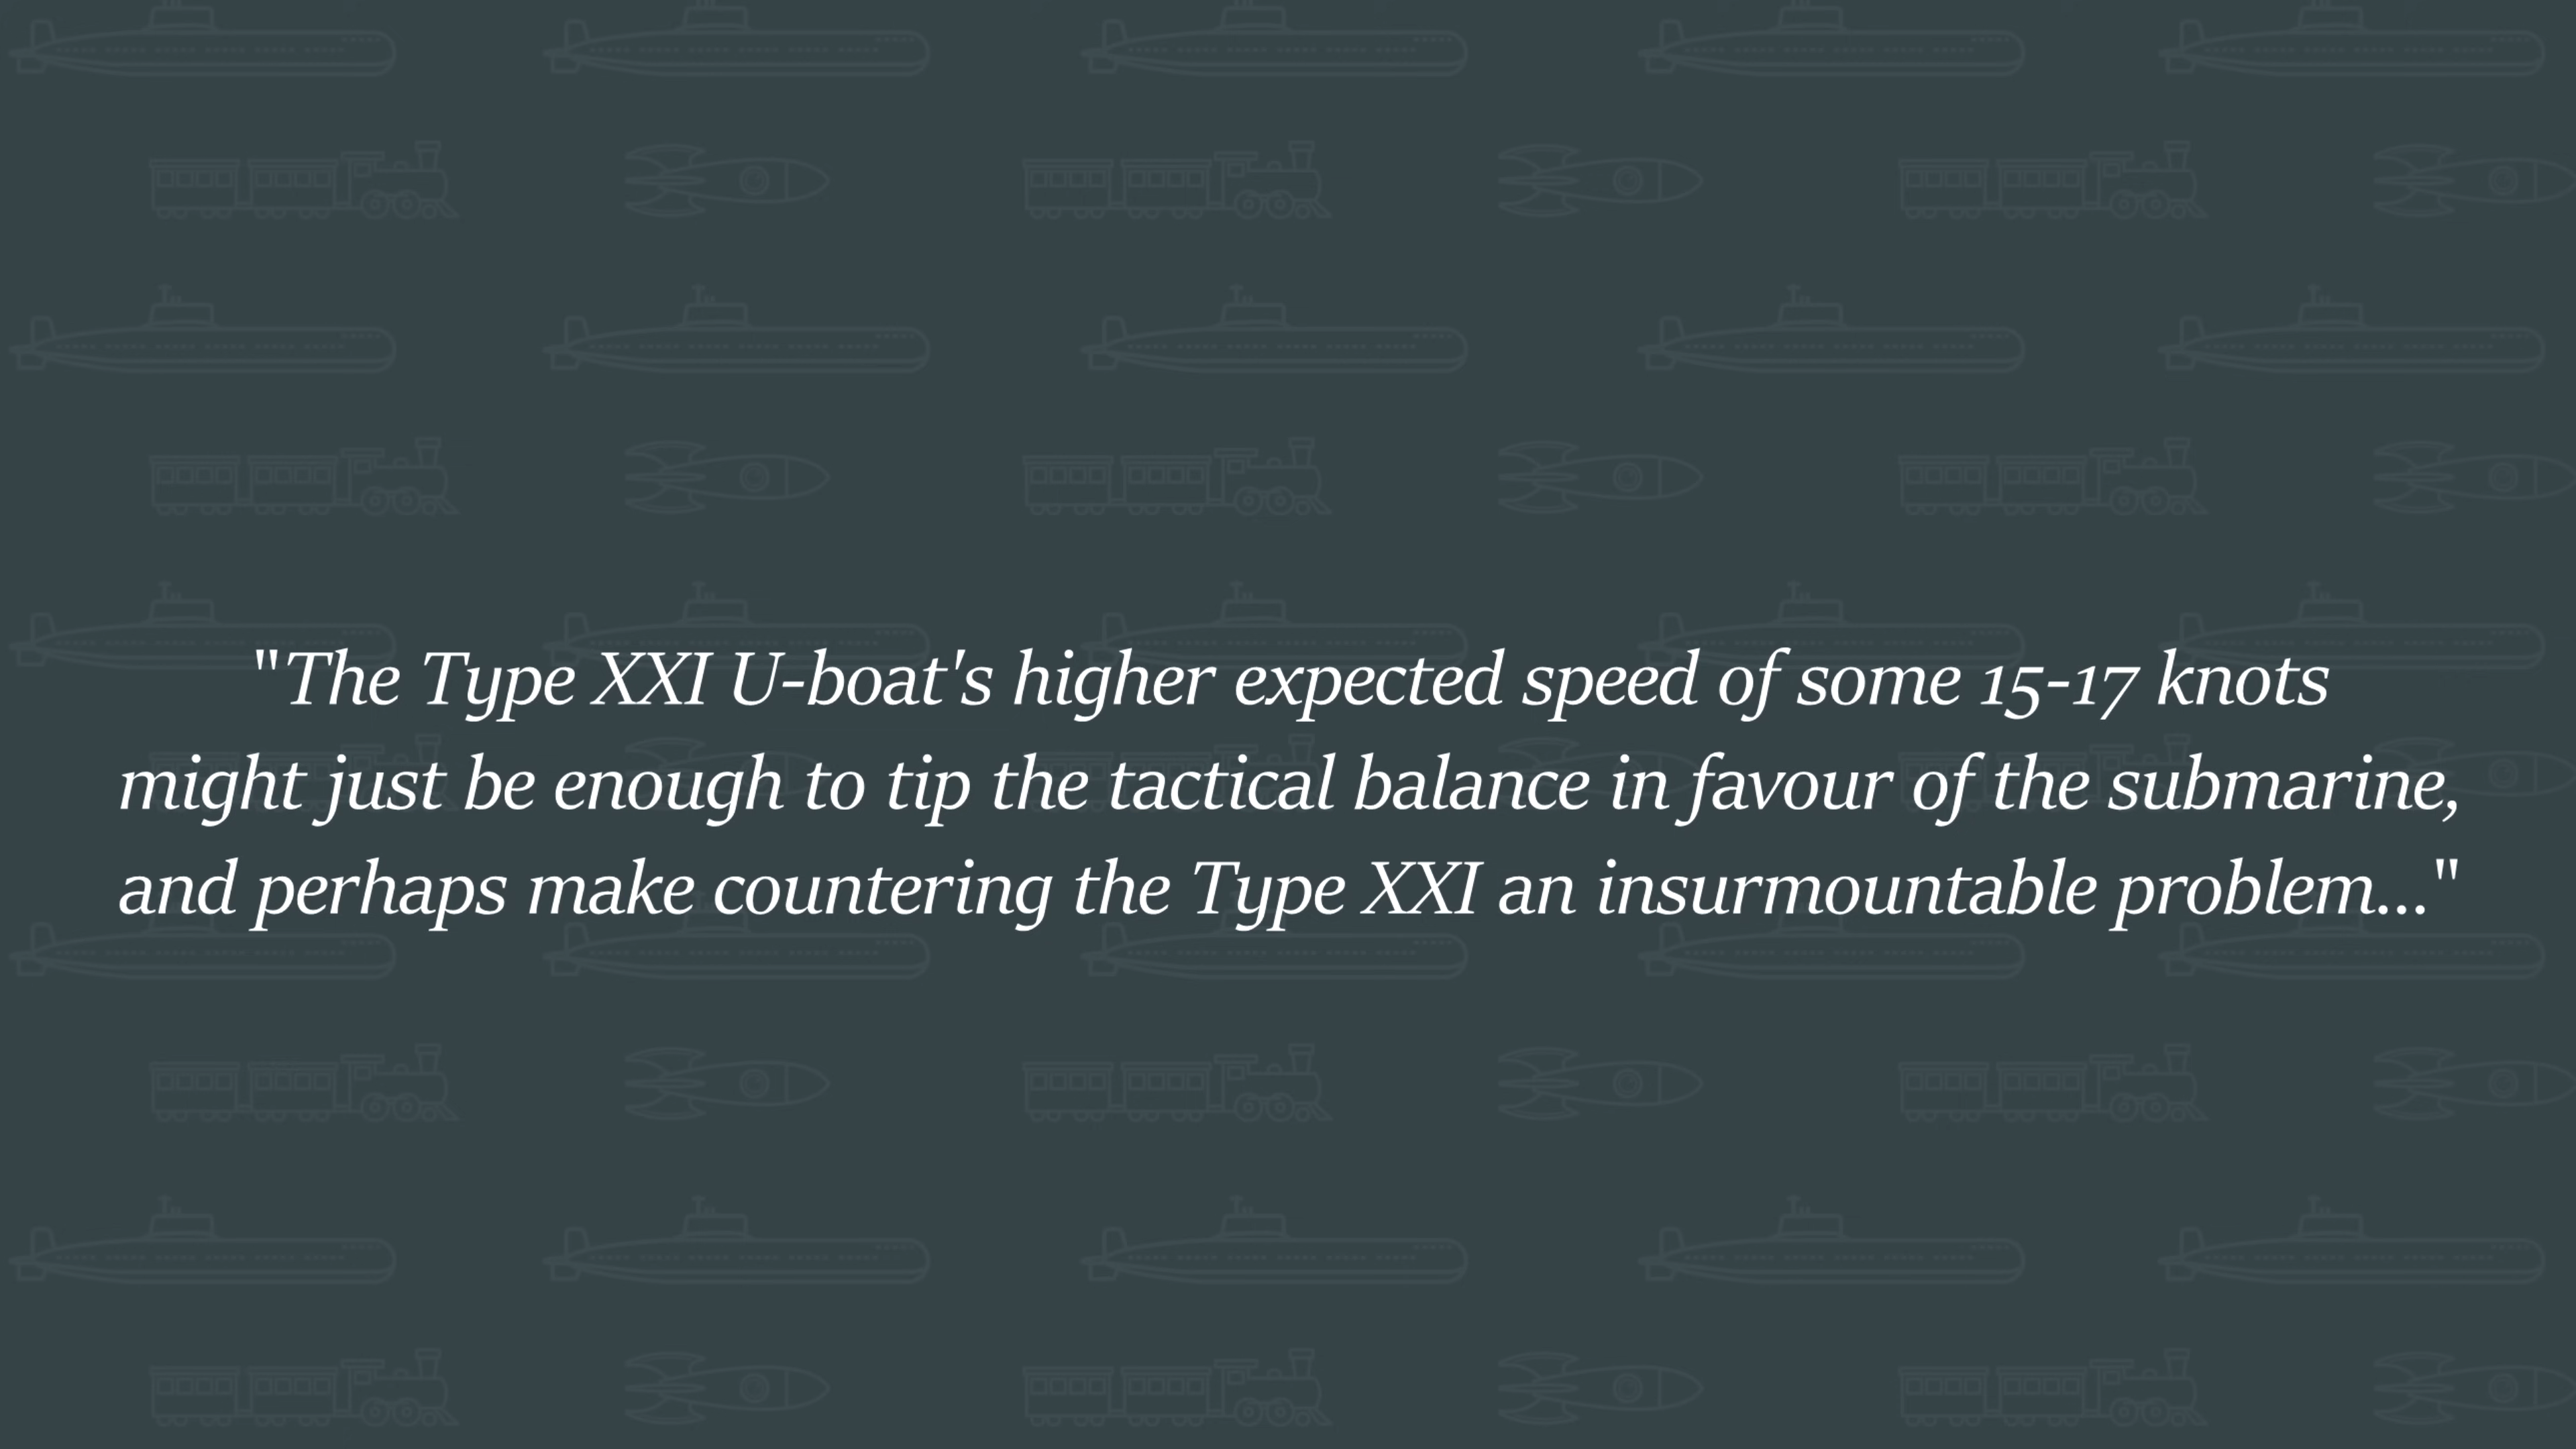 "The Type XXI U-boat's higher expected speed of some 15-17 knots
might just be enough to tip the tactical balance in favour of the submarine,
and perhaps make countering the Type XXI an insurmountable problem..."